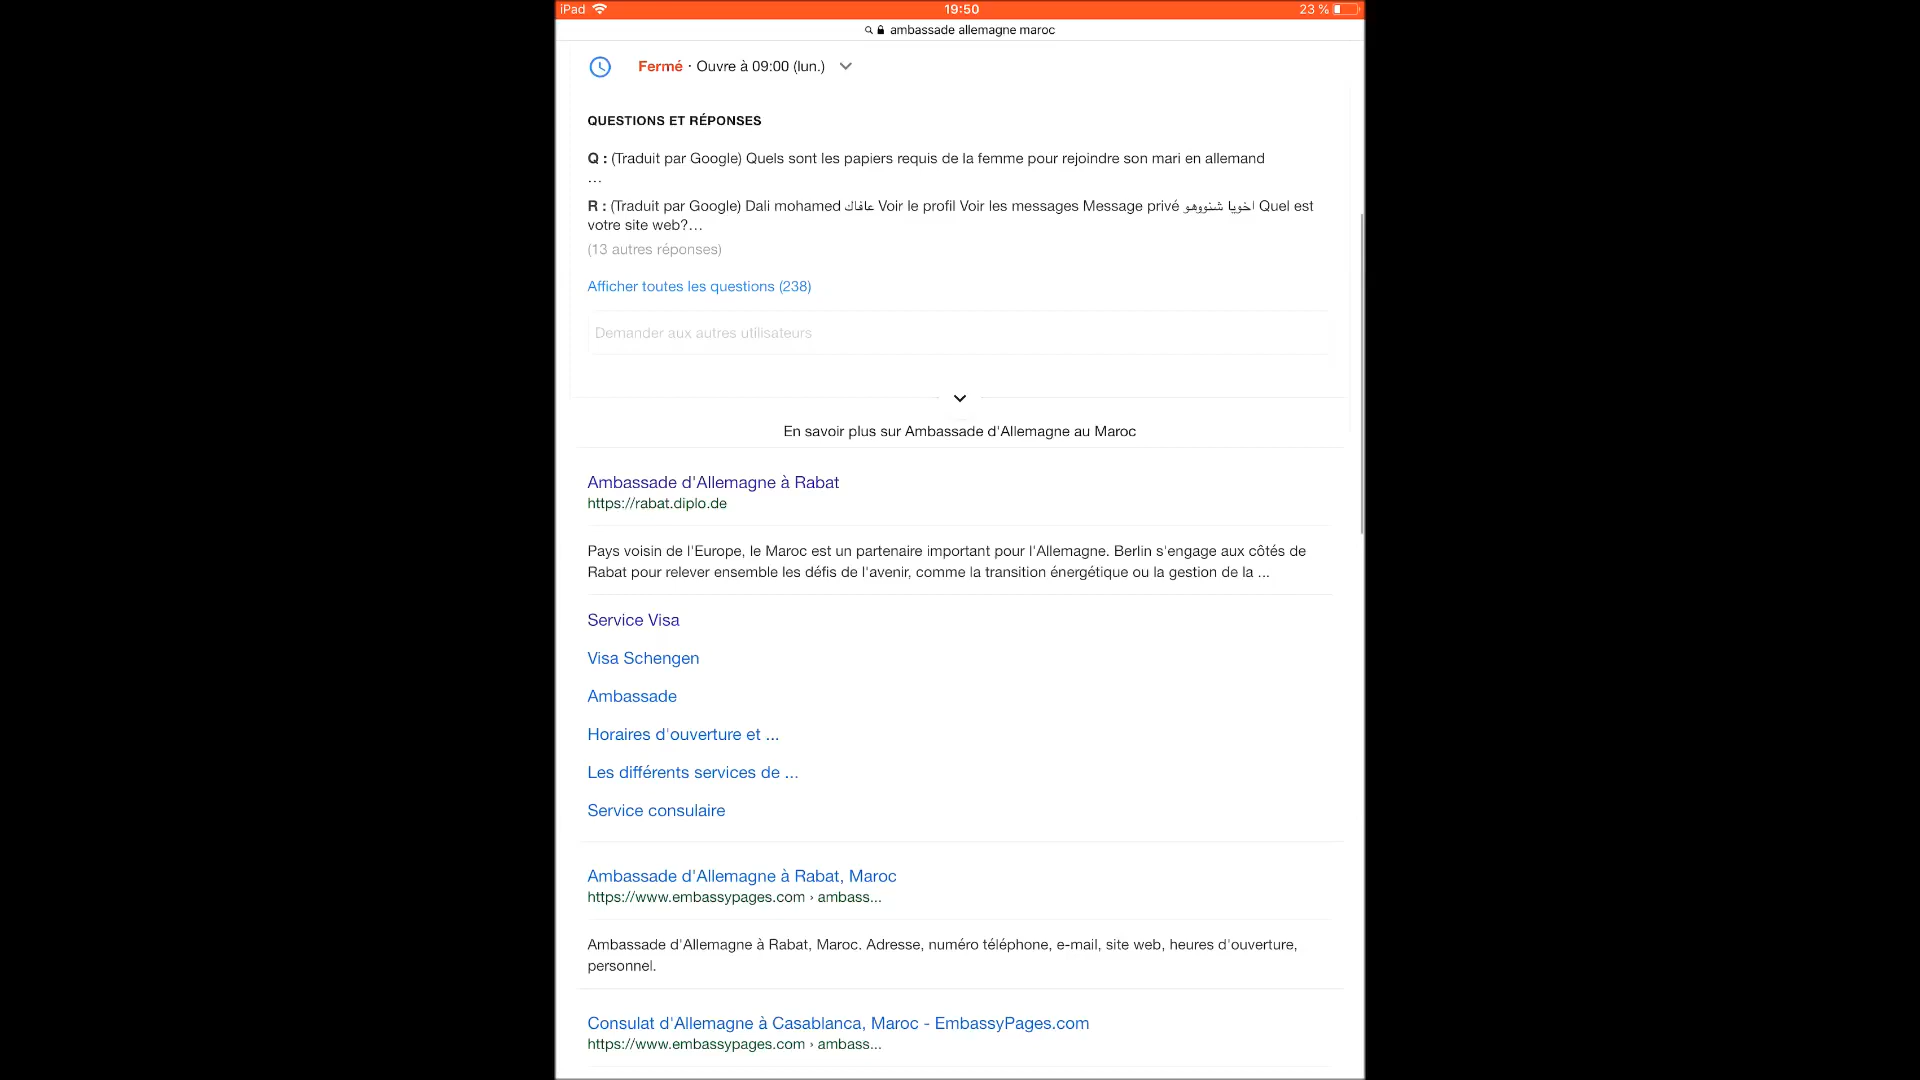 iPad 19:50 23 %
ambassade allemagne maroc
Fermé · Ouvre à 09:00 (lun.)
QUESTIONS ET RÉPONSES
Q : (Traduit par Google) Quels sont les papiers requis de la femme pour rejoindre son mari en allemand
...
R : (Traduit par Google) Dali mohamed عافاك Voir le profil Voir les messages Message privé اخويا شنووهو Quel est
votre site web?…
(13 autres réponses)
Afficher toutes les questions (238)
Demander aux autres utilisateurs
En savoir plus sur Ambassade d'Allemagne au Maroc
Ambassade d'Allemagne à Rabat
https://rabat.diplo.de
Pays voisin de l'Europe, le Maroc est un partenaire important pour l'Allemagne. Berlin s'engage aux côtés de
Rabat pour relever ensemble les défis de l'avenir, comme la transition énergétique ou la gestion de la ...
Service Visa
Visa Schengen
Ambassade
Horaires d'ouverture et ...
Les différents services de ...
Service consulaire
Ambassade d'Allemagne à Rabat, Maroc
https://www.embassypages.com › ambass...
Ambassade d'Allemagne à Rabat, Maroc. Adresse, numéro téléphone, e-mail, site web, heures d'ouverture,
personnel.
Consulat d'Allemagne à Casablanca, Maroc - EmbassyPages.com
https://www.embassypages.com › ambass...